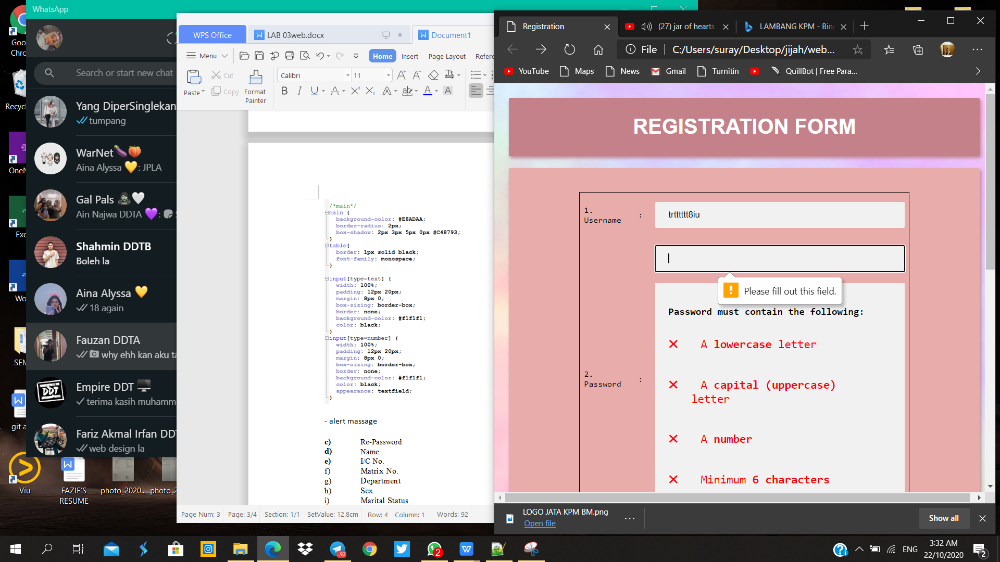 WhatsApp
Search or start new chat
Yang DiperSinglekan
tumpang
WarNet🍆🍑
Aina Alyssa 💛: JPLA
Gal Pals
Ain Najwa DDTA 💜:
Shahmin DDTB
Boleh la
Aina Alyssa 💛
18 again
Fauzan DDTA
why ehh kan aku ta
Empire DDT 🖥️
terima kasih muhamm
DDT
Fariz Akmal Irfan DD
web design la
Goo
Chro
Recycl
OneN
Exc
Wo
SEM
git a
Viu
FAZIE'S
RESUME
photo_2020...
photo_2
WPS Office
LAB 03web.docx
Document1
Menu
Home
Insert
Page Layout
Refere
Paste
Cut
Copy
Format
Painter
Calibri
11
/*main*/
main {
background-color: #E8ADAA;
border-radius: 2px;
box-shadow: 2px 3px 5px 0px #C48793;
}
table{
border: 1px solid black;
font-family: monospace;
}
input[type=text] {
width: 100%;
padding: 12px 20px;
margin: 8px 0;
box-sizing: border-box;
border: none;
background-color: #f1f1f1;
color: black;
}
input[type=number] {
width: 100%;
padding: 12px 20px;
margin: 8px 0;
box-sizing: border-box;
border: none;
background-color: #f1f1f1;
color: black;
appearance: textfield;
}
- alert massage
c) Re-Password
d) Name
e) I/C No.
f) Matrix No.
g) Department
h) Sex
i) Marital Status
Page Num: 3
Page: 3/4
Section: 1/1
SetValue: 12.8cm
Row: 4
Column: 1
Words: 92
Registration
(27) jar of hearts
LAMBANG KPM - Bing
File
C:/Users/suray/Desktop/jijah/web...
YouTube
Maps
News
Gmail
Turnitin
QuillBot | Free Para...
REGISTRATION FORM
1.
Username :
trtttttt8iu
Please fill out this field.
Password must contain the following:
A lowercase letter
A capital (uppercase)
letter
2.
Password :
A number
Minimum 6 characters
LOGO JATA KPM BM.png
Open file
Show all
92
2
ENG
3:32 AM
22/10/2020
2